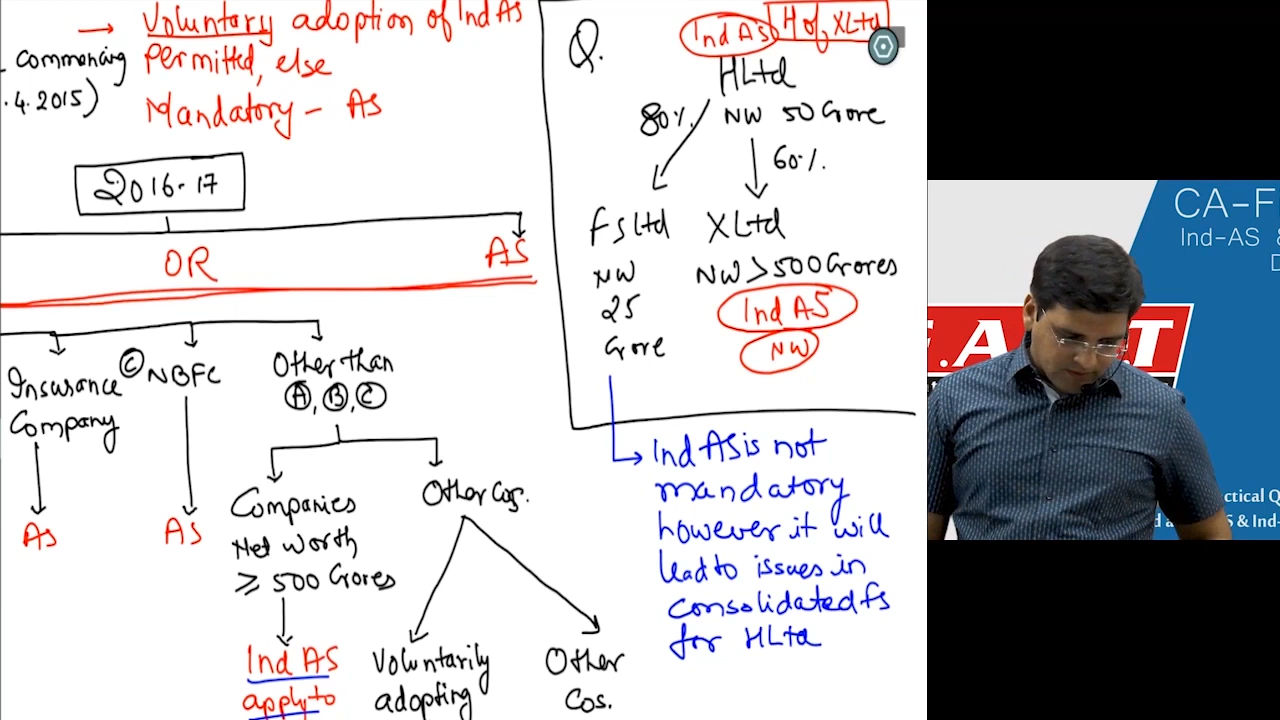 → Voluntary adoption of Ind AS
commencing Permitted, else
.4.2015) Mandatory - AS
2016-17
OR
AS
Insurance
Company
AS
Ⓒ NBFC
AS
Other than
Ⓐ, Ⓑ, Ⓒ
Companies
Net worth
≥ 500 Crores
Ind AS
apply to
Other Cos.
Voluntarily
adopting
Other
Cos.
Q.
Ind AS H of X Ltd
H Ltd
80% NW 50 Crore
60%
FS Ltd X Ltd
NW NW > 500 Crores
25 Ind AS
Crore NW
Ind AS is not
mandatory
however it will
lead to issues in
consolidated fs
for H Ltd
CA-F
Ind-AS &
D
ctical Q
S & Ind-